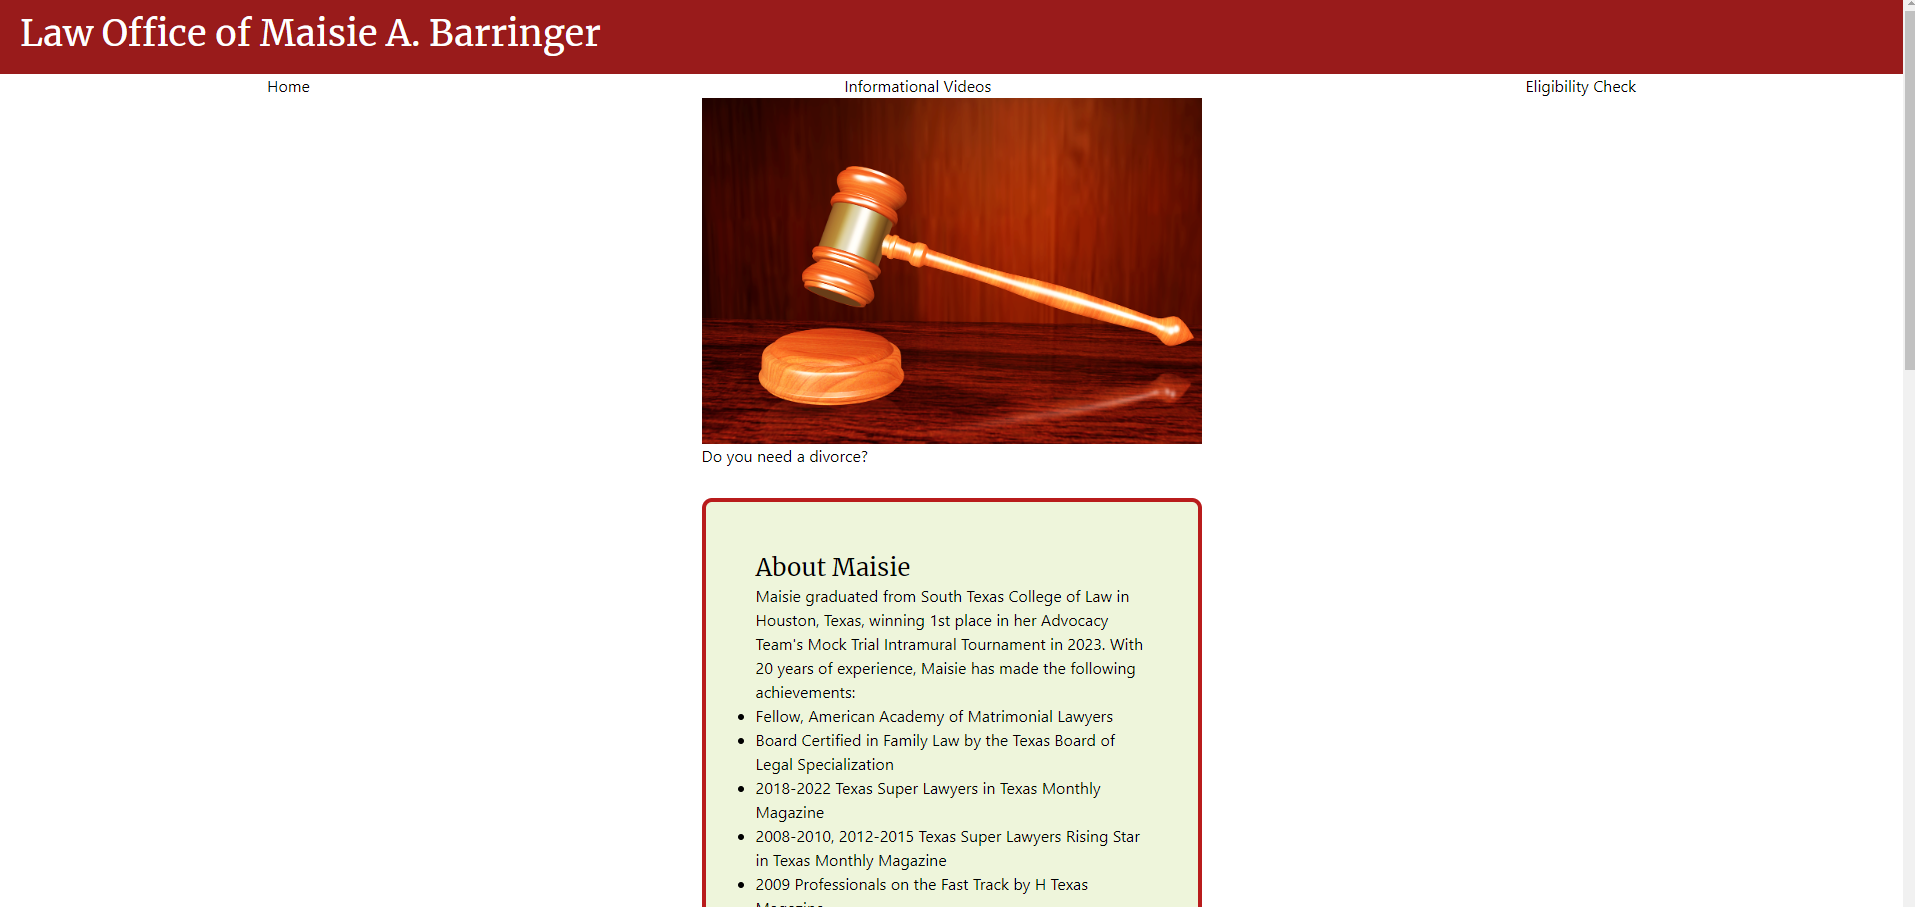 Law Office of Maisie A. Barringer
Home
Informational Videos
Eligibility Check
Do you need a divorce?
About Maisie
Maisie graduated from South Texas College of Law in
Houston, Texas, winning 1st place in her Advocacy
Team's Mock Trial Intramural Tournament in 2023. With
20 years of experience, Maisie has made the following
achievements:
Fellow, American Academy of Matrimonial Lawyers
Board Certified in Family Law by the Texas Board of
Legal Specialization
2018-2022 Texas Super Lawyers in Texas Monthly
Magazine
2008-2010, 2012-2015 Texas Super Lawyers Rising Star
in Texas Monthly Magazine
2009 Professionals on the Fast Track by H Texas